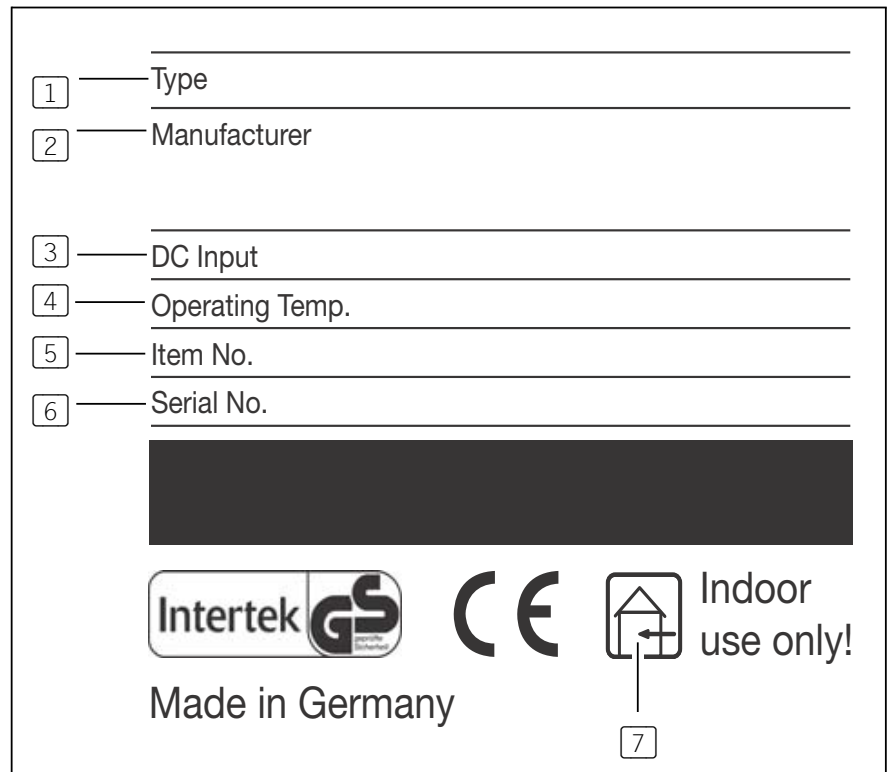 1 Type
2 Manufacturer
3 DC Input
4 Operating Temp.
5 Item No.
6 Serial No.
Intertek GS
geprüfte
Sicherheit
CE
Indoor
use only!
Made in Germany
7